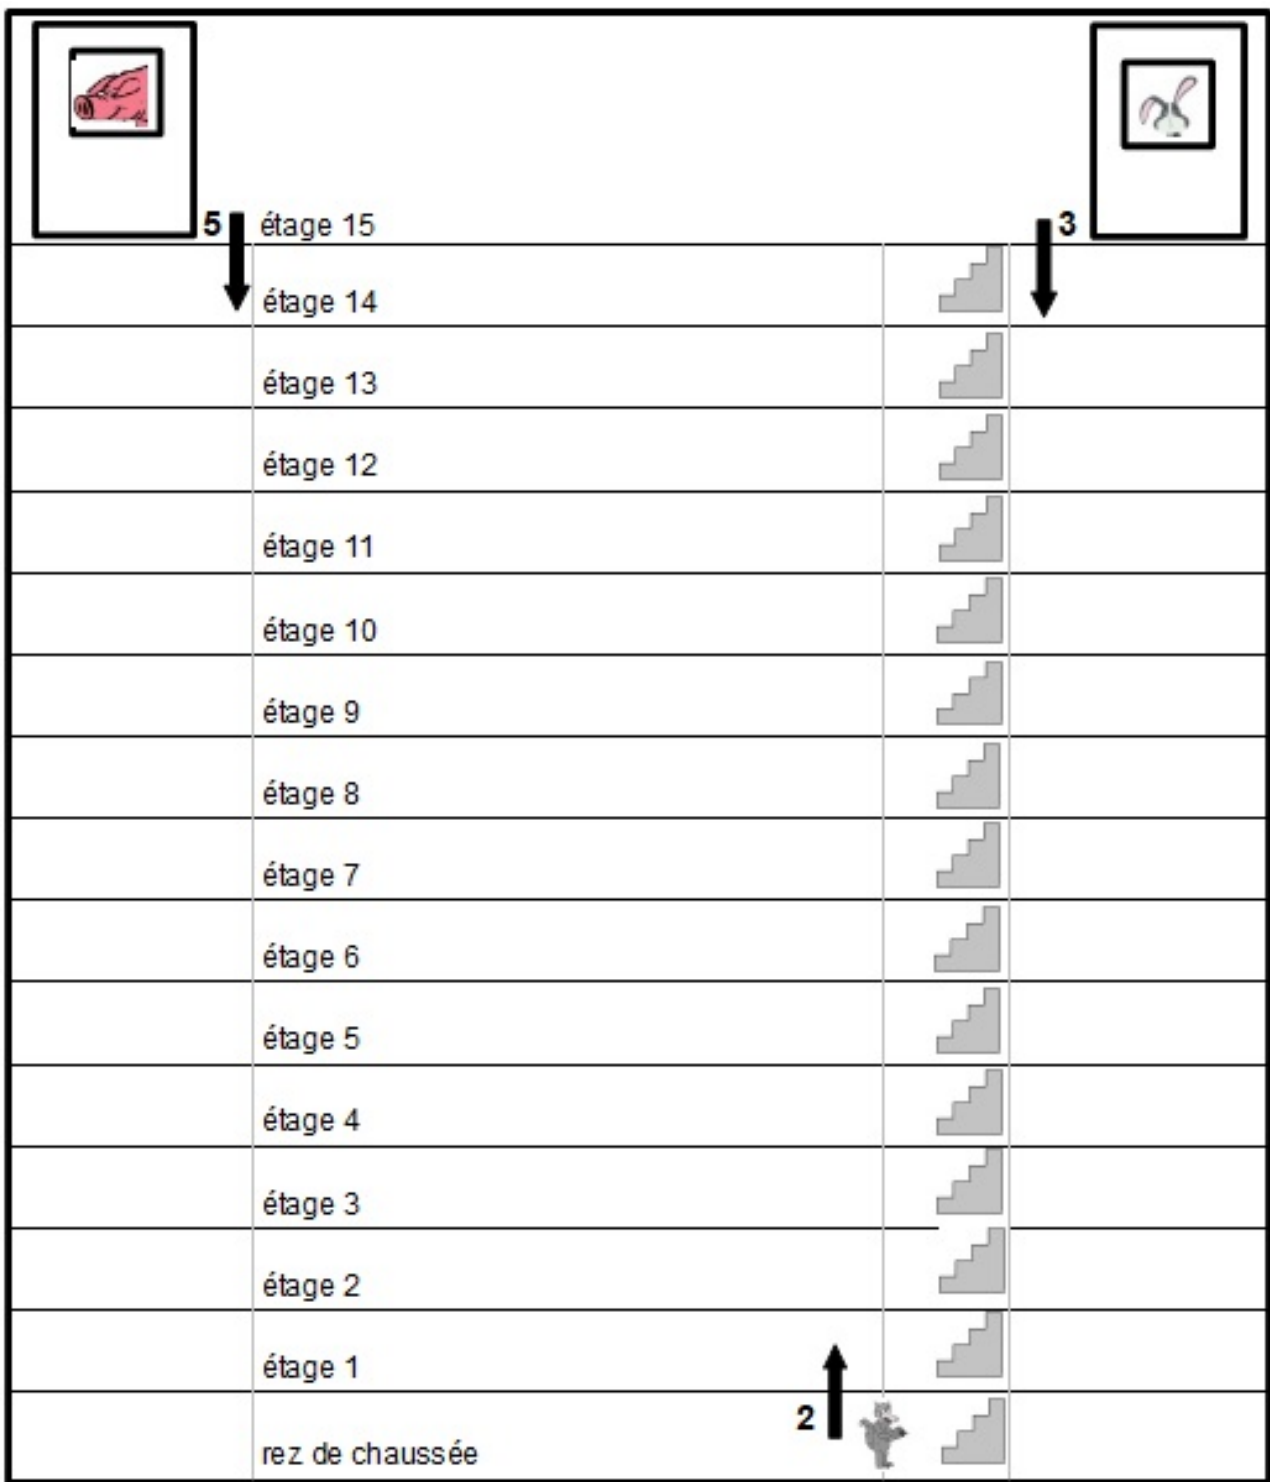 5 étage 15 3
étage 14
étage 13
étage 12
étage 11
étage 10
étage 9
étage 8
étage 7
étage 6
étage 5
étage 4
étage 3
étage 2
étage 1
2
rez de chaussée